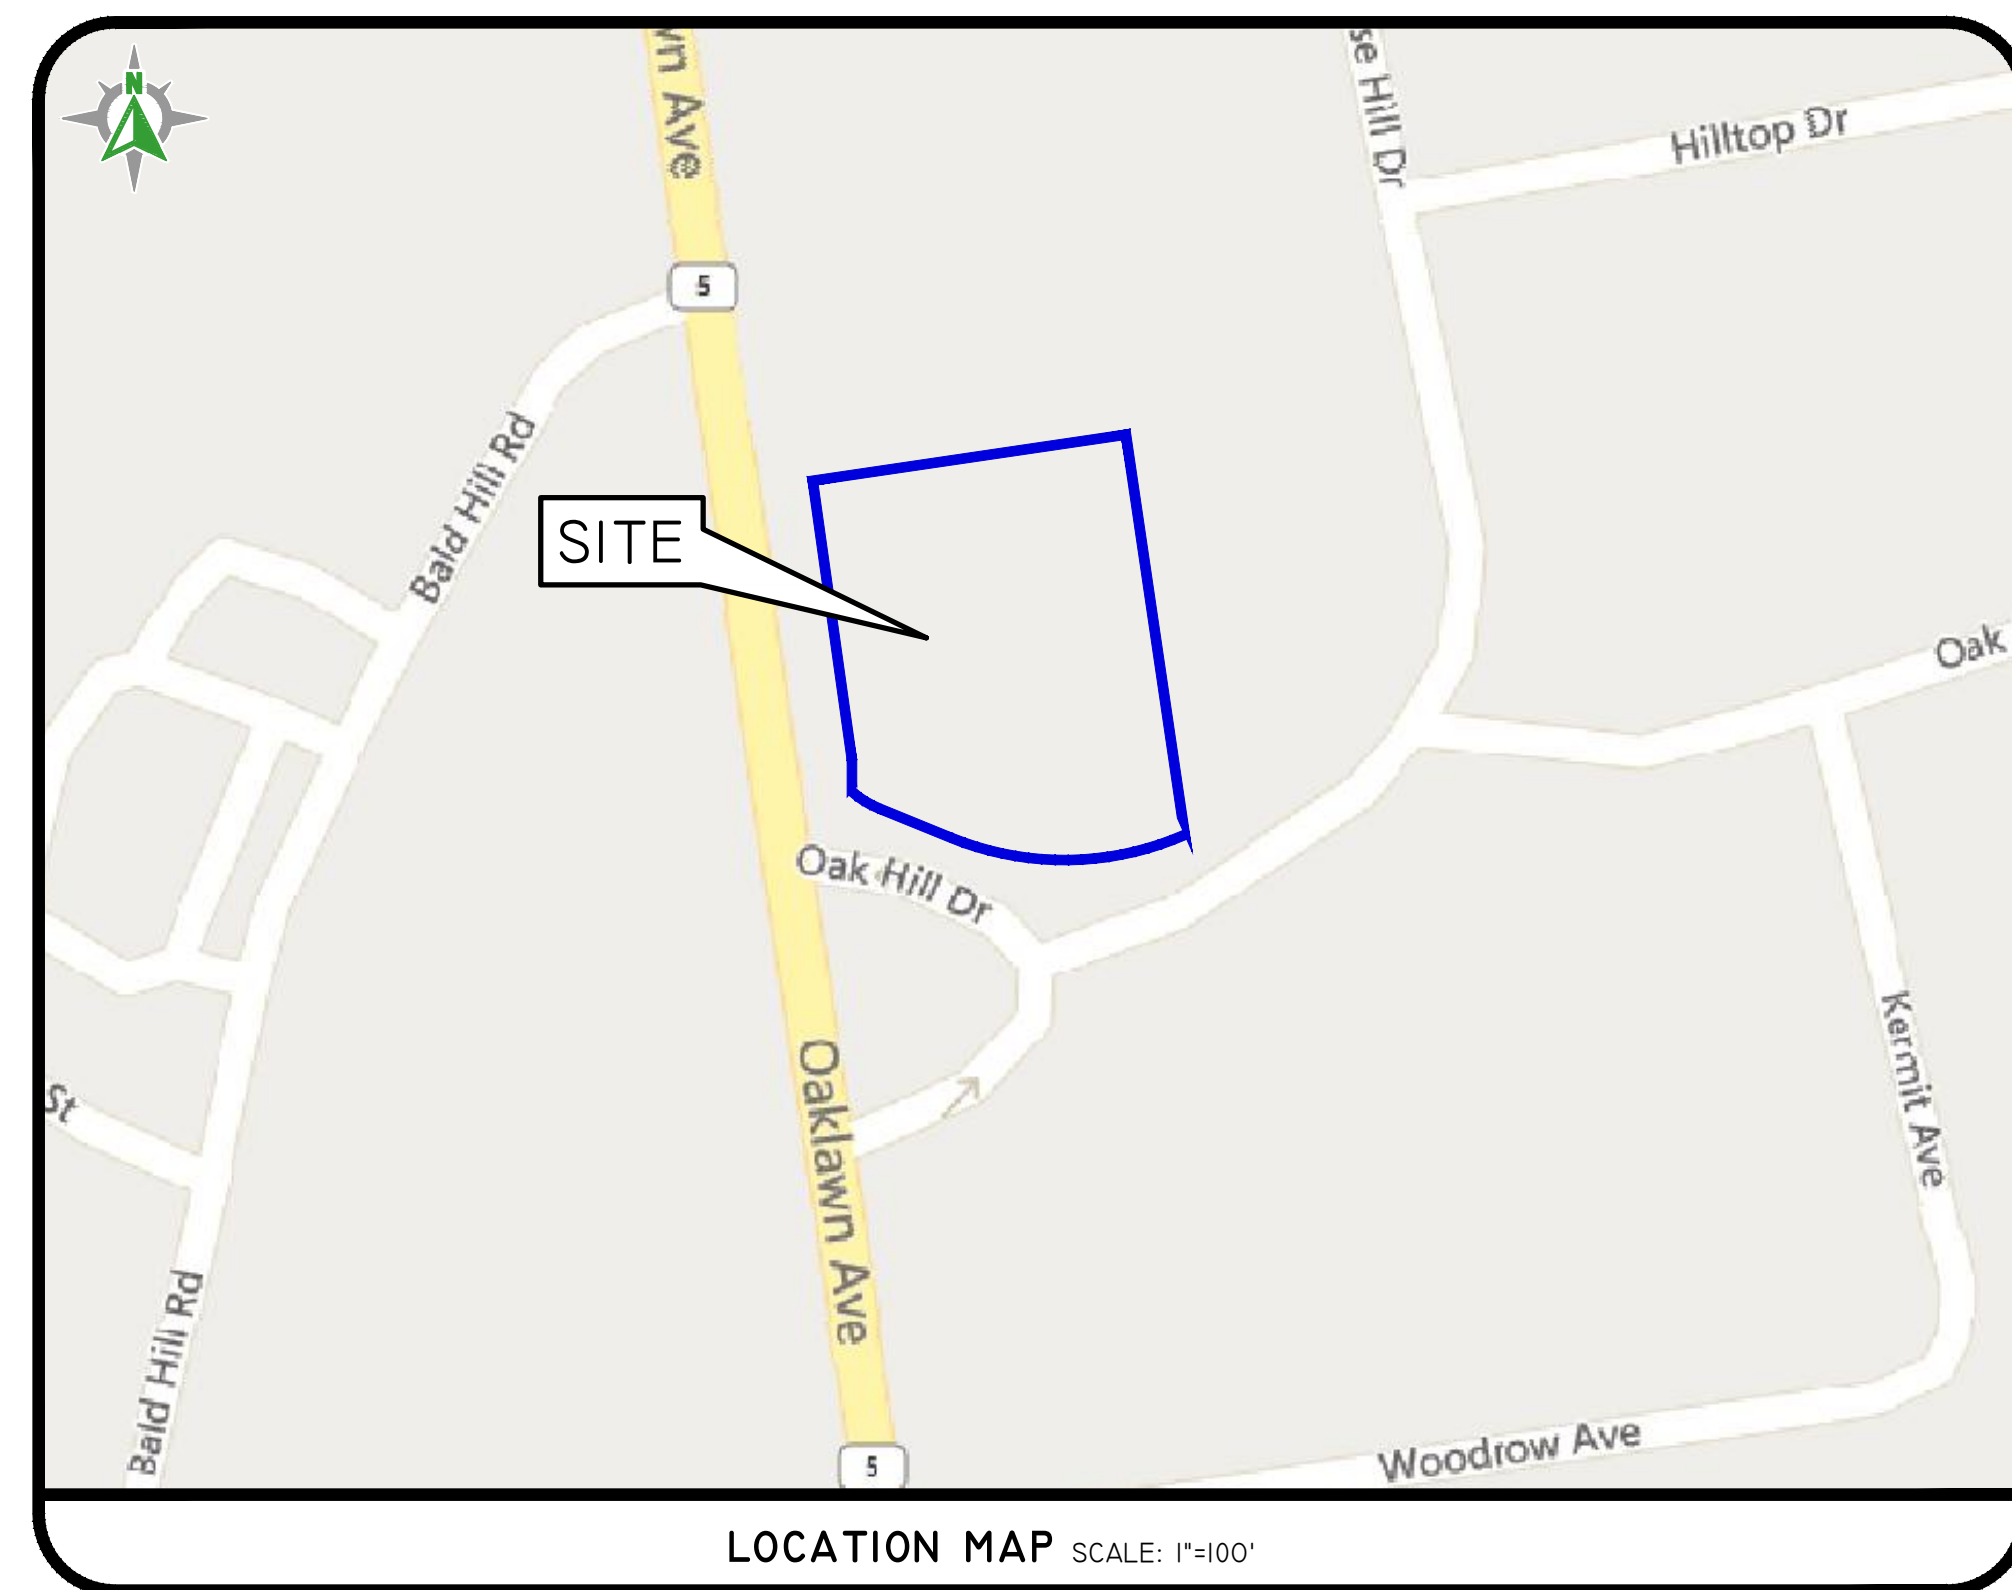 N
wn Ave
se Hill Dr
Hilltop Dr
5
Bald Hill Rd
SITE
Oak
Oak Hill Dr
Kermit Ave
Oaklawn Ave
St
Bald Hill Rd
Woodrow Ave
5
LOCATION MAP SCALE: 1"=100'